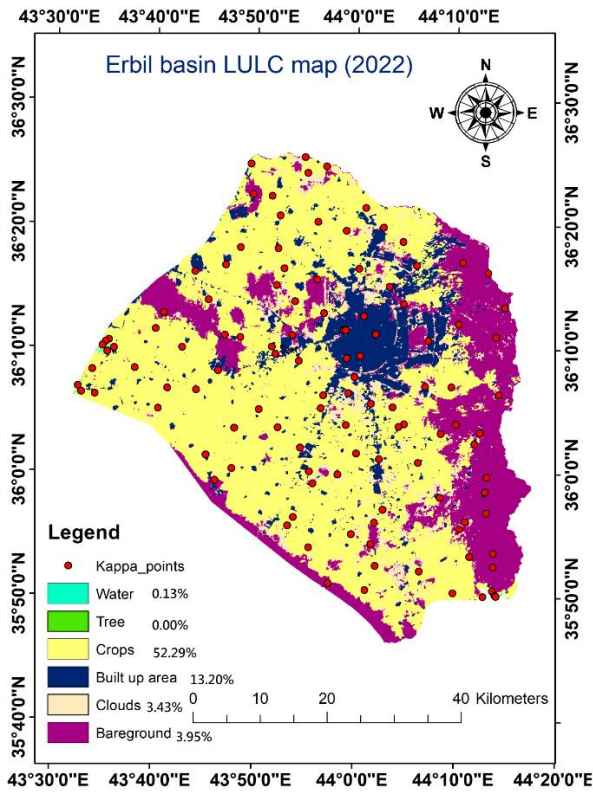 43°30'0"E 43°40'0"E 43°50'0"E 44°0'0"E 44°10'0"E
Erbil basin LULC map (2022)
N
W E
S
36°30'0"N 36°30'0"N
36°20'0"N 36°20'0"N
36°10'0"N 36°10'0"N
36°0'0"N 36°0'0"N
35°50'0"N 35°50'0"N
35°40'0"N
Legend
Kappa_points
Water 0.13%
Tree 0.00%
Crops 52.29%
Built up area 13.20%
Clouds 3.43%
Bareground 3.95%
0 10 20 40 Kilometers
43°30'0"E 43°40'0"E 43°50'0"E 44°0'0"E 44°10'0"E 44°20'0"E